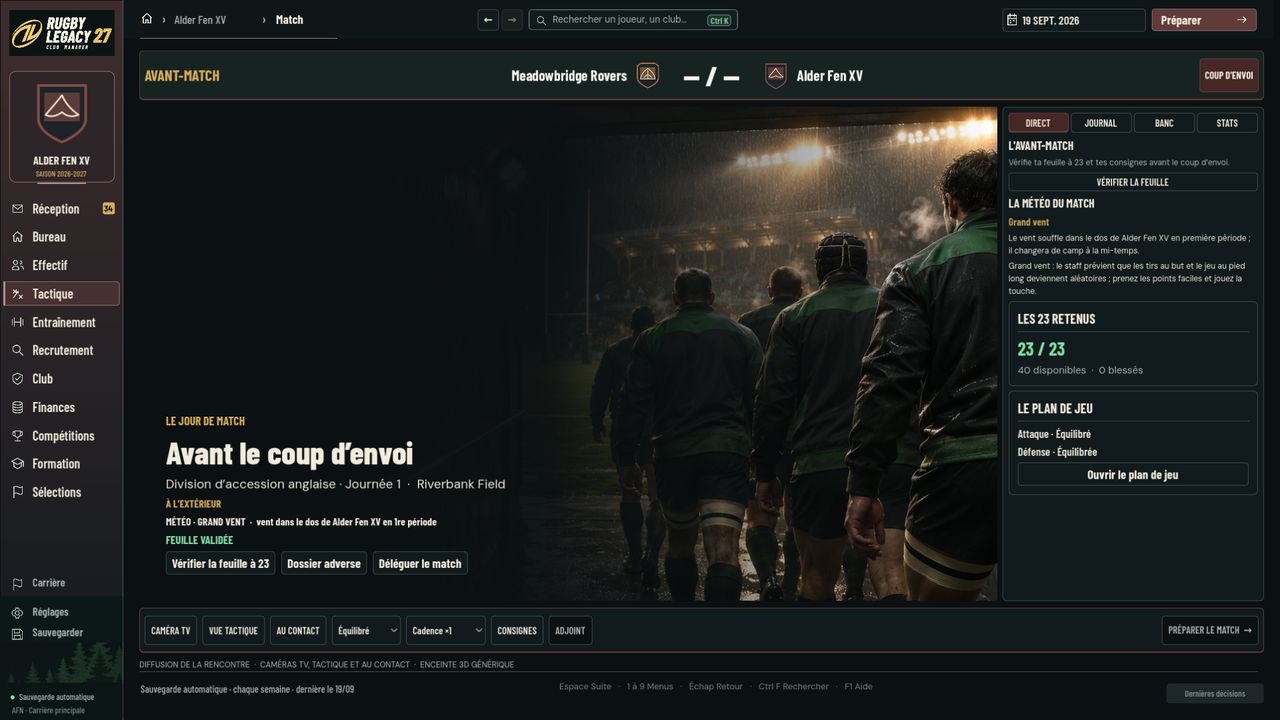 RUGBY
LEGACY 27
CLUB MANAGER
Alder Fen XV
Match
Rechercher un joueur, un club...
Ctrl K
19 SEPT. 2026
Préparer
ALDER FEN XV
SAISON 2026-2027
Réception
34
Bureau
Effectif
Tactique
Entraînement
Recrutement
Club
Finances
Compétitions
Formation
Sélections
Carrière
Réglages
Sauvegarder
Sauvegarde automatique
AFN · Carrière principale
AVANT-MATCH
Meadowbridge Rovers
– / –
Alder Fen XV
COUP D'ENVOI
LE JOUR DE MATCH
Avant le coup d'envoi
Division d'accession anglaise · Journée 1 · Riverbank Field
À L'EXTÉRIEUR
MÉTÉO · GRAND VENT · vent dans le dos de Alder Fen XV en 1re période
FEUILLE VALIDÉE
Vérifier la feuille à 23
Dossier adverse
Déléguer le match
DIRECT
JOURNAL
BANC
STATS
L'AVANT-MATCH
Vérifie ta feuille à 23 et tes consignes avant le coup d'envoi.
VÉRIFIER LA FEUILLE
LA MÉTÉO DU MATCH
Grand vent
Le vent souffle dans le dos de Alder Fen XV en première période ;
il changera de camp à la mi-temps.
Grand vent : le staff prévient que les tirs au but et le jeu au pied
long deviennent aléatoires ; prenez les points faciles et jouez la
touche.
LES 23 RETENUS
23 / 23
40 disponibles · 0 blessés
LE PLAN DE JEU
Attaque · Équilibré
Défense · Équilibrée
Ouvrir le plan de jeu
CAMÉRA TV
VUE TACTIQUE
AU CONTACT
Équilibré
Cadence ×1
CONSIGNES
ADJOINT
PRÉPARER LE MATCH →
DIFFUSION DE LA RENCONTRE · CAMÉRAS TV, TACTIQUE ET AU CONTACT · ENCEINTE 3D GÉNÉRIQUE
Sauvegarde automatique · chaque semaine · dernière le 19/09
Espace Suite · 1 à 9 Menus · Échap Retour · Ctrl F Rechercher · F1 Aide
Dernières décisions